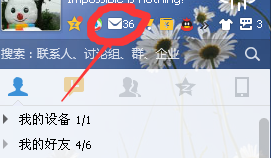 Impossible is nothing!
36 3
搜索：联系人、讨论组、群、企业
我的设备 1/1
我的好友 4/6